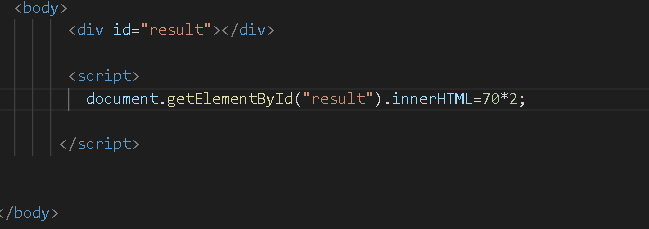 <body>
<div id="result"></div>
<script>
document.getElementById("result").innerHTML=70*2;
</script>
</body>